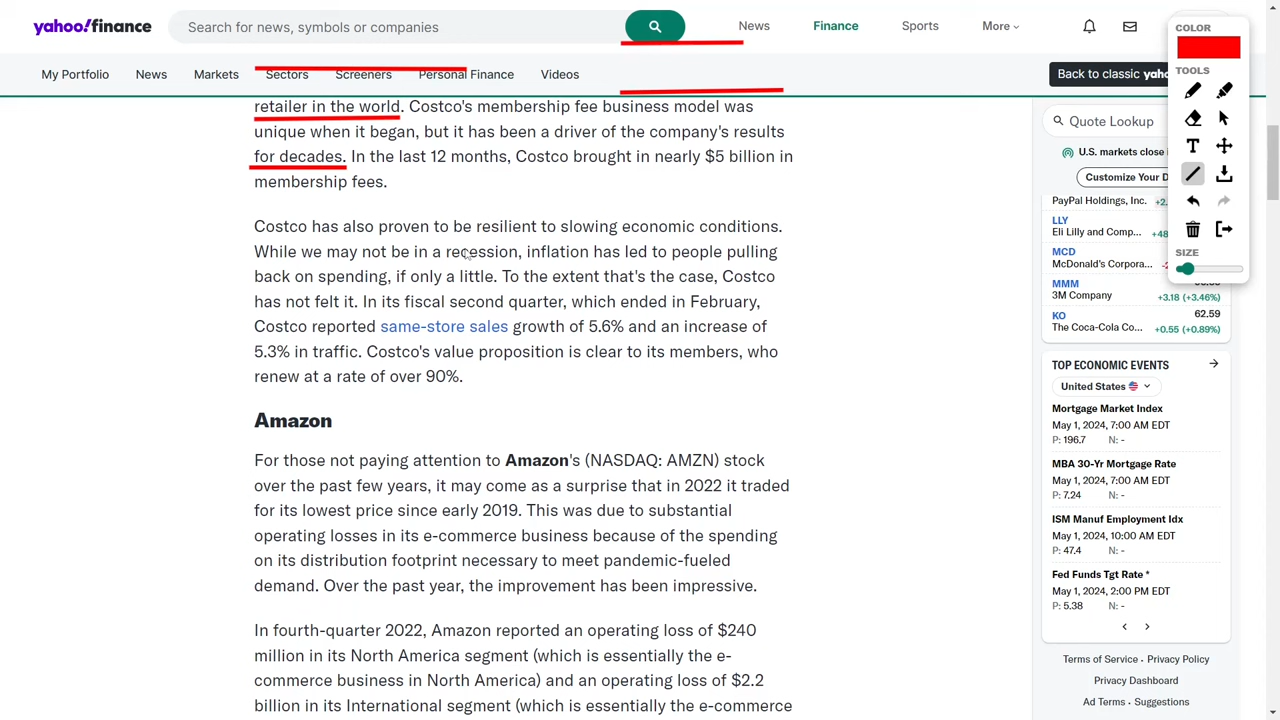 yahoo!finance
Search for news, symbols or companies
News
Finance
Sports
More
My Portfolio
News
Markets
Sectors
Screeners
Personal Finance
Videos
Back to classic
retailer in the world. Costco's membership fee business model was
unique when it began, but it has been a driver of the company's results
for decades. In the last 12 months, Costco brought in nearly $5 billion in
membership fees.
Costco has also proven to be resilient to slowing economic conditions.
While we may not be in a recession, inflation has led to people pulling
back on spending, if only a little. To the extent that's the case, Costco
has not felt it. In its fiscal second quarter, which ended in February,
Costco reported same-store sales growth of 5.6% and an increase of
5.3% in traffic. Costco's value proposition is clear to its members, who
renew at a rate of over 90%.
Amazon
For those not paying attention to Amazon's (NASDAQ: AMZN) stock
over the past few years, it may come as a surprise that in 2022 it traded
for its lowest price since early 2019. This was due to substantial
operating losses in its e-commerce business because of the spending
on its distribution footprint necessary to meet pandemic-fueled
demand. Over the past year, the improvement has been impressive.
In fourth-quarter 2022, Amazon reported an operating loss of $240
million in its North America segment (which is essentially the e-
commerce business in North America) and an operating loss of $2.2
billion in its International segment (which is essentially the e-commerce
Quote Lookup
U.S. markets close i
Customize Your D
PayPal Holdings, Inc. +2.
LLY
Eli Lilly and Comp... +48
MCD
McDonald's Corpora... -2
MMM
3M Company
+3.18 (+3.46%)
KO
62.59
The Coca-Cola Co...
+0.55 (+0.89%)
TOP ECONOMIC EVENTS
United States
Mortgage Market Index
May 1, 2024, 7:00 AM EDT
P: 196.7 N: -
MBA 30-Yr Mortgage Rate
May 1, 2024, 7:00 AM EDT
P: 7.24 N: -
ISM Manuf Employment Idx
May 1, 2024, 10:00 AM EDT
P: 47.4 N: -
Fed Funds Tgt Rate *
May 1, 2024, 2:00 PM EDT
P: 5.38 N: -
Terms of Service • Privacy Policy
Privacy Dashboard
Ad Terms • Suggestions
COLOR
TOOLS
T
SIZE